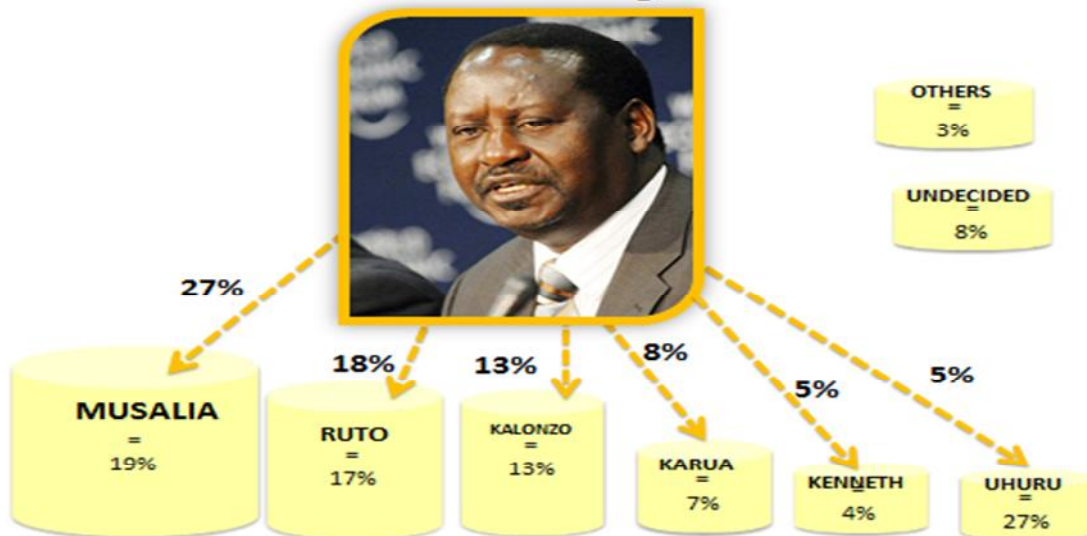 OTHERS
=
3%
UNDECIDED
=
8%
27%
18%
13%
8%
5%
5%
MUSALIA
=
19%
RUTO
=
17%
KALONZO
=
13%
KARUA
=
7%
KENNETH
=
4%
UHURU
=
27%